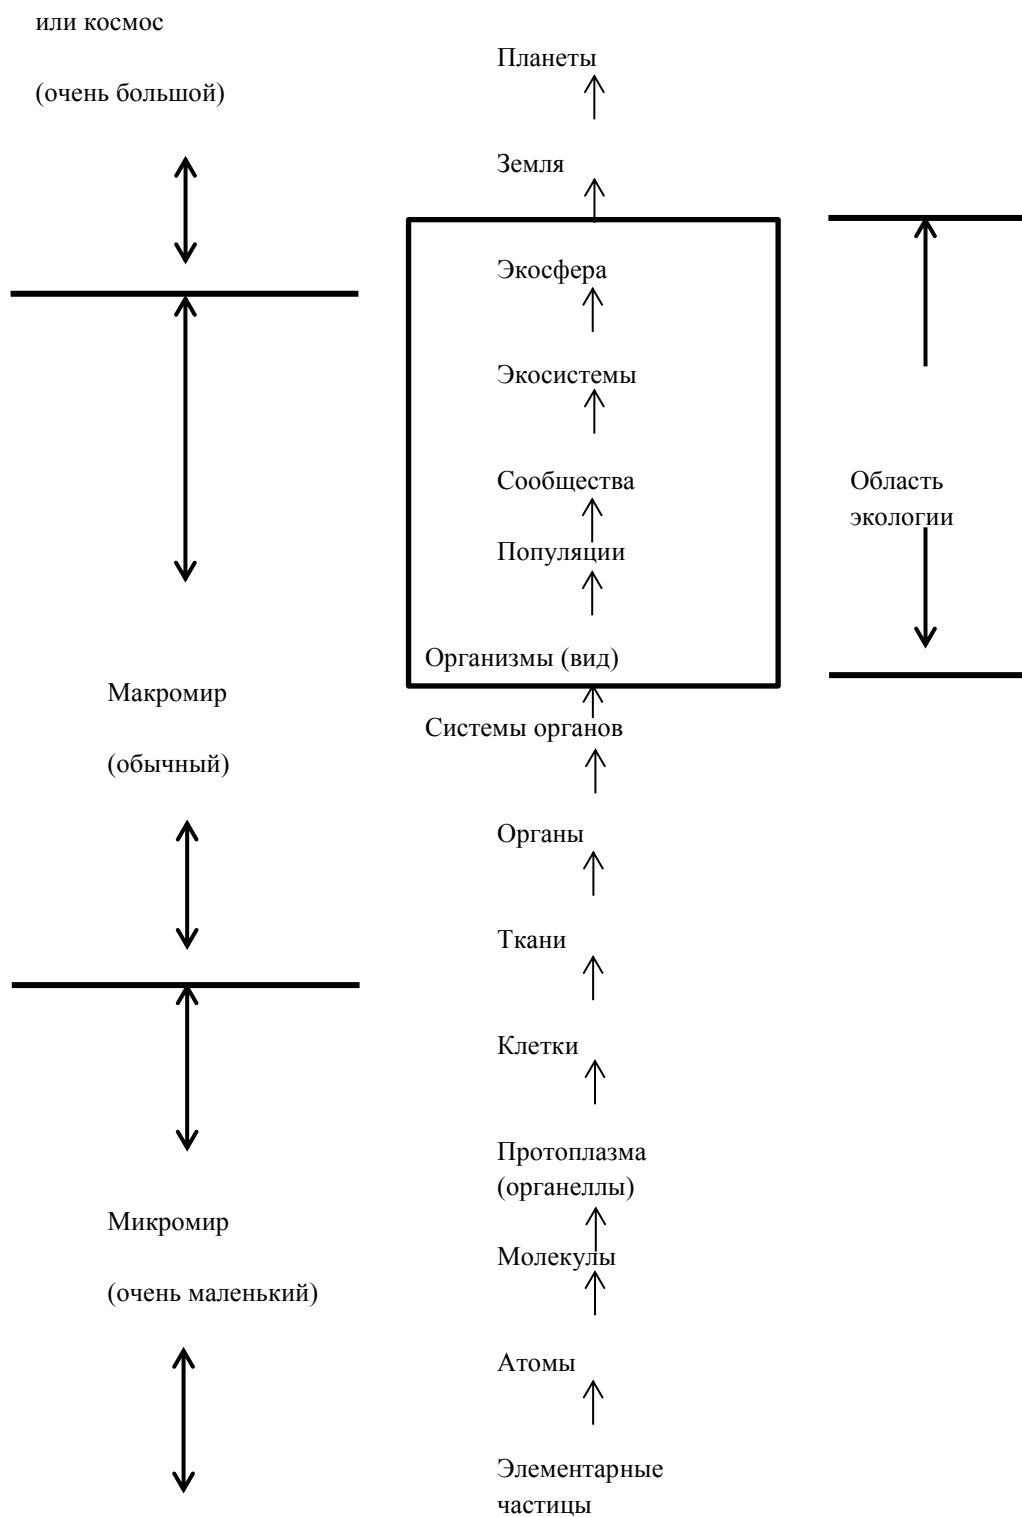 или космос
Планеты
(очень большой)
Земля
Экосфера
Экосистемы
Сообщества
Область
экологии
Популяции
Организмы (вид)
Макромир
Системы органов
(обычный)
Органы
Ткани
Клетки
Протоплазма
(органеллы)
Микромир
Молекулы
(очень маленький)
Атомы
Элементарные
частицы